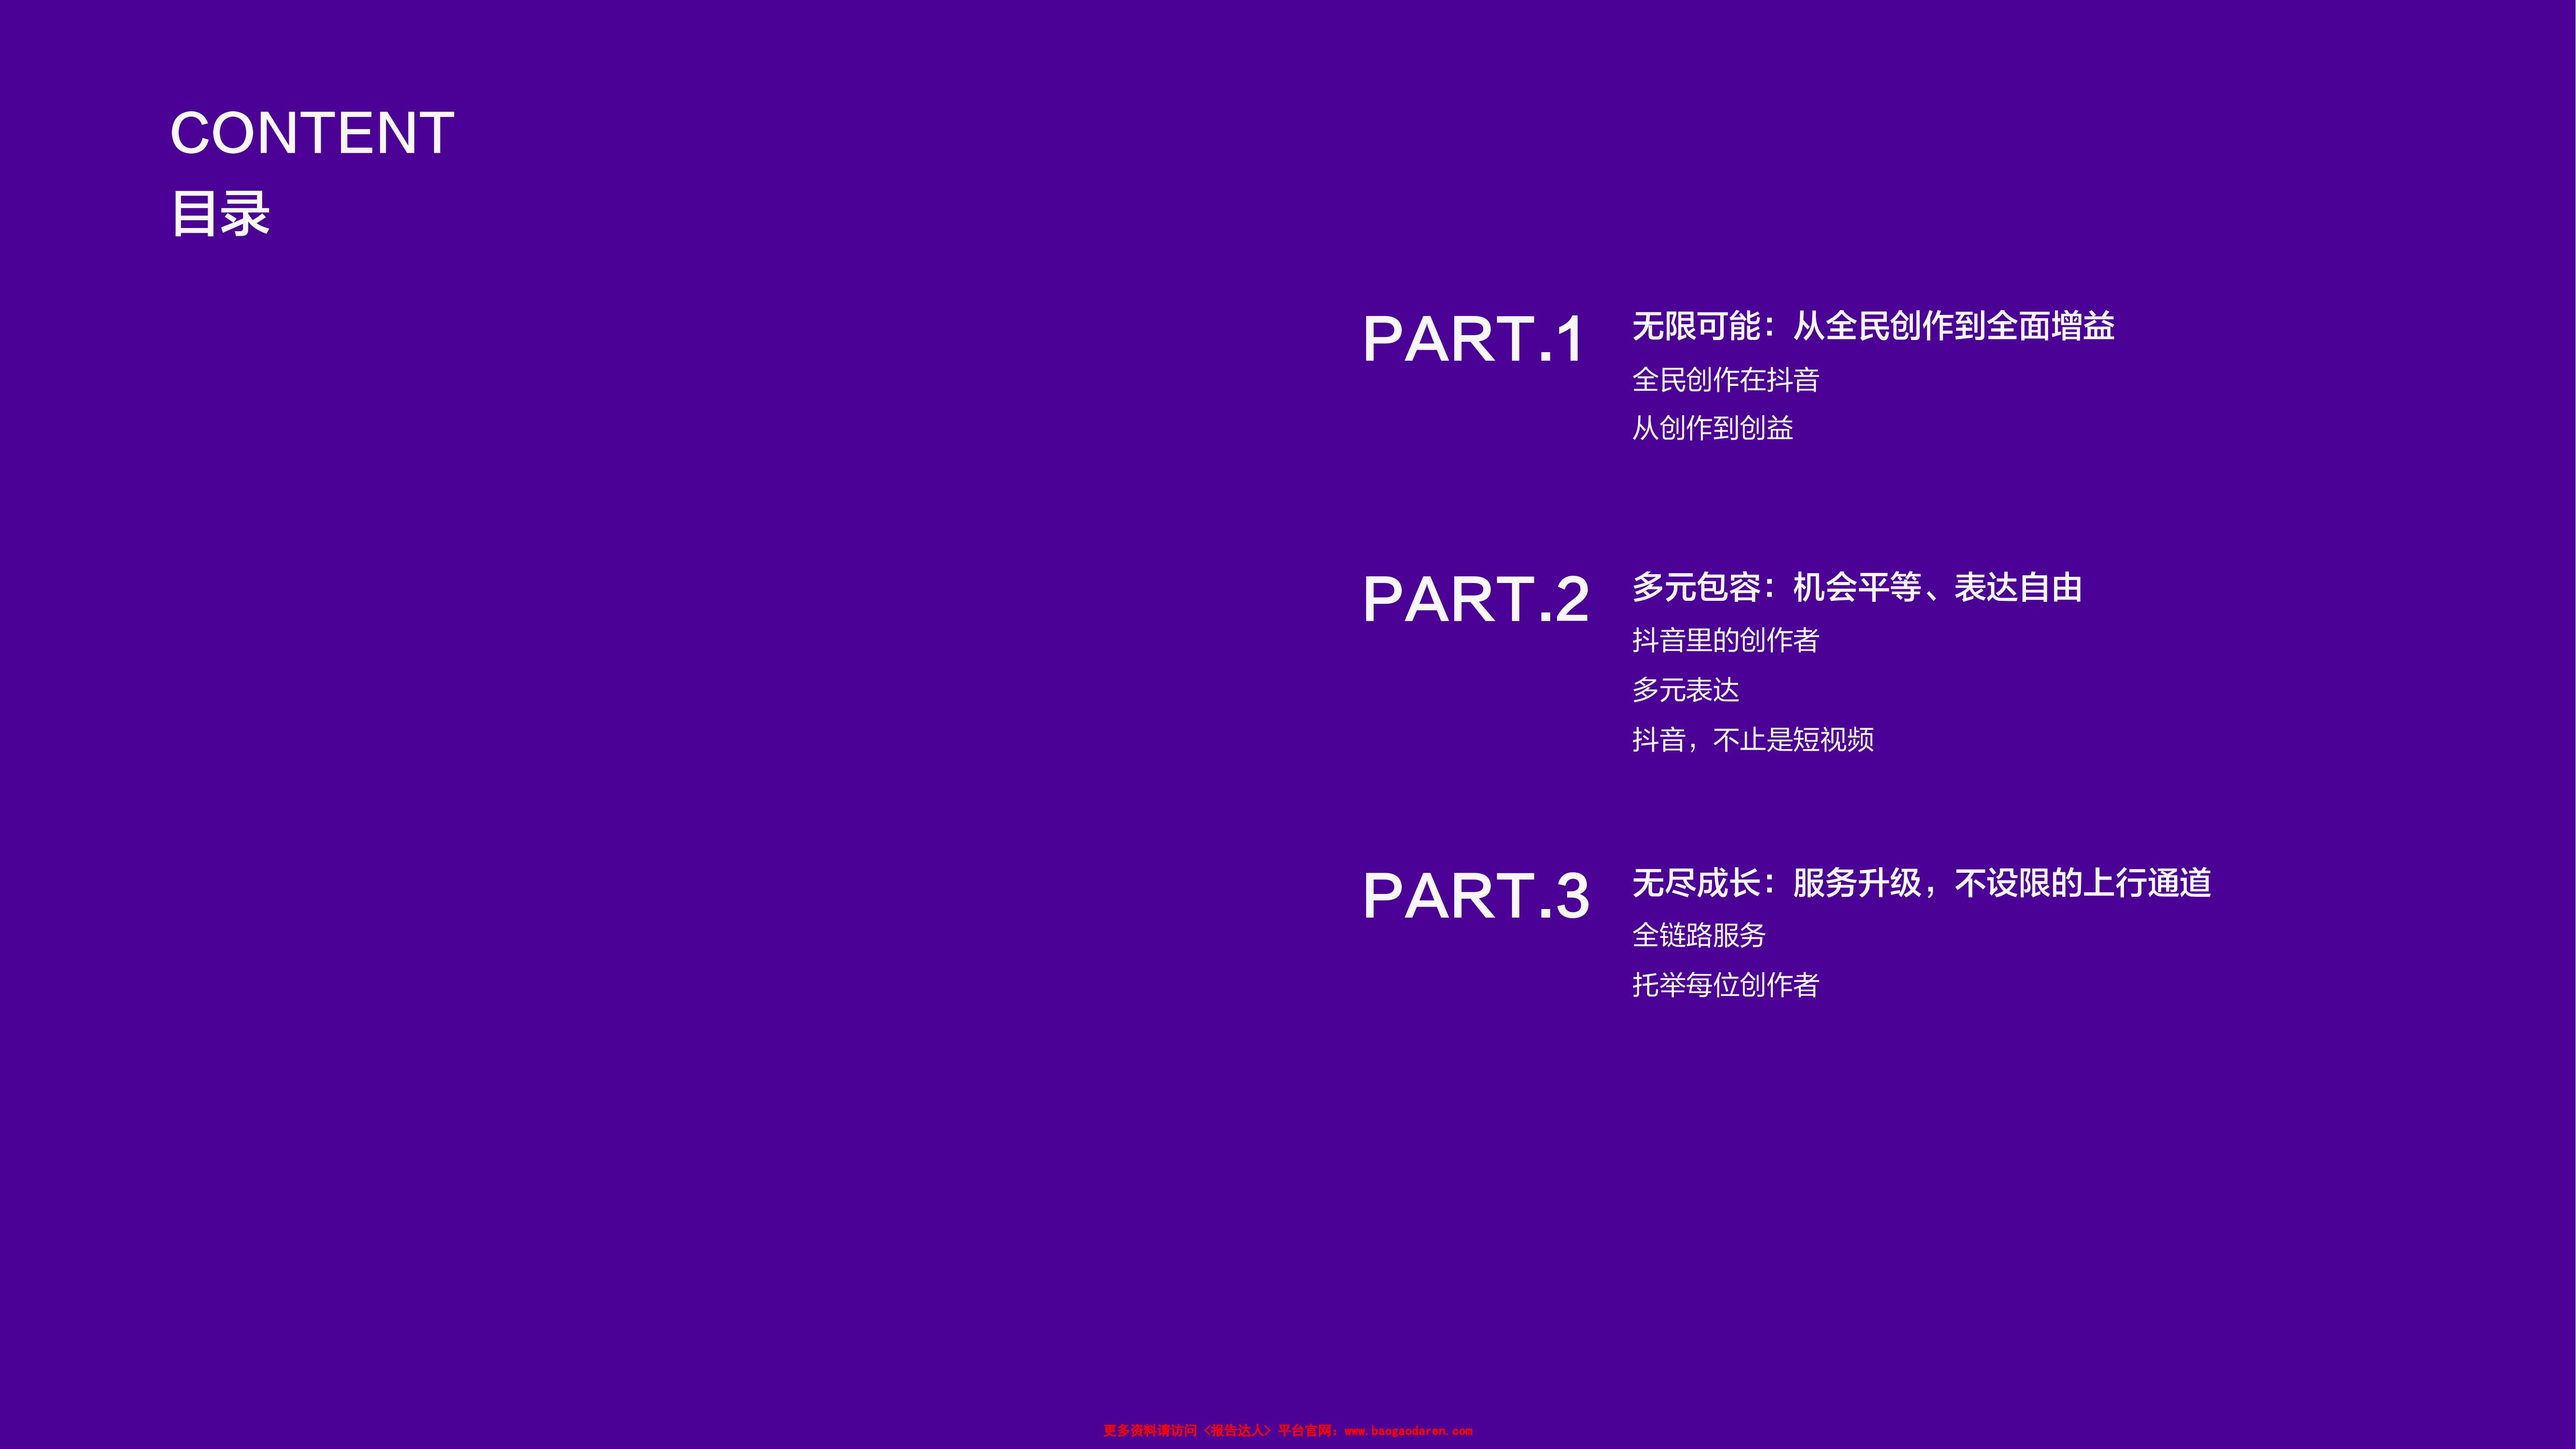 CONTENT
目录
PART.1
无限可能：从全民创作到全面增益
全民创作在抖音
从创作到创益
PART.2
多元包容：机会平等、表达自由
抖音里的创作者
多元表达
抖音，不止是短视频
PART.3
无尽成长：服务升级，不设限的上行通道
全链路服务
托举每位创作者
更多资料请访问<报告达人>平台官网：www.baogaodaren.com